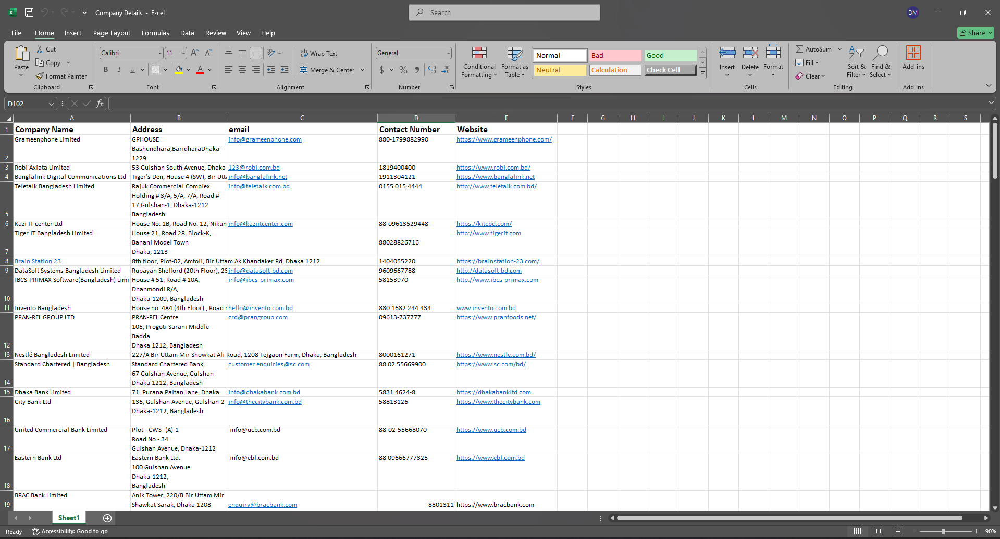 Company Details - Excel
Search
DM
File Home Insert Page Layout Formulas Data Review View Help
Share
Paste
Cut
Copy
Format Painter
Clipboard
Calibri 11
B I U
Font
Wrap Text
Merge & Center
Alignment
General
$ % 9
Number
Conditional Formatting
Format as Table
Normal Bad Good
Neutral Calculation Check Cell
Styles
Insert Delete Format
Cells
AutoSum
Fill
Clear
Sort & Filter
Find & Select
Editing
Add-ins
Add-ins
D102 fx
A B C D E F G H I J K L M N O P Q R S
1 Company Name Address email Contact Number Website
Grameenphone Limited GPHOUSE info@grameenphone.com 880-1799882990 https://www.grameenphone.com/
Bashundhara,BaridharaDhaka-
2 1229
3 Robi Axiata Limited 53 Gulshan South Avenue, Dhaka 123@robi.com.bd 1819400400 https://www.robi.com.bd/
4 Banglalink Digital Communications Ltd Tiger's Den, House 4 (SW), Bir Utt info@banglalink.net 1911304121 https://www.banglalink.net
Teletalk Bangladesh Limited Rajuk Commercial Complex info@teletalk.com.bd 0155 015 4444 http://www.teletalk.com.bd/
Holding # 3/A, 5/A, 7/A, Road #
17,Gulshan-1, Dhaka-1212
5 Bangladesh.
6 Kazi IT center Ltd House No: 1B, Road No: 12, Nikun info@kaziitcenter.com 88-09613529448 https://kitcbd.com/
Tiger IT Bangladesh Limited House 21, Road 28, Block-K, http://www.tigerit.com
Banani Model Town 88028826716
7 Dhaka, 1213
8 Brain Station 23 8th floor, Plot-02, Amtoli, Bir Uttam Ak Khandaker Rd, Dhaka 1212 1404055220 https://brainstation-23.com/
9 DataSoft Systems Bangladesh Limited Rupayan Shelford (20th Floor), 23 info@datasoft-bd.com 9609667788 http://datasoft-bd.com
IBCS-PRIMAX Software(Bangladesh) Limit House # 51, Road # 10A, info@ibcs-primax.com 58153970 http://www.ibcs-primax.com
Dhanmondi R/A,
10 Dhaka-1209, Bangladesh
11 Invento Bangladesh House no: 484 (4th Floor) , Road hello@invento.com.bd 880 1682 244 434 www.invento.com.bd
PRAN-RFL GROUP LTD PRAN-RFL Centre crd@prangroup.com 09613-737777 https://www.pranfoods.net/
105, Progoti Sarani Middle
Badda
12 Dhaka 1212, Bangladesh
13 Nestlé Bangladesh Limited 227/A Bir Uttam Mir Showkat Ali Road, 1208 Tejgaon Farm, Dhaka, Bangladesh 8000161271 https://www.nestle.com.bd/
Standard Chartered | Bangladesh Standard Chartered Bank, customer.enquiries@sc.com 88 02 55669900 https://www.sc.com/bd/
67 Gulshan Avenue, Gulshan
14 Dhaka 1212, Bangladesh
15 Dhaka Bank Limited 71, Purana Paltan Lane, Dhaka info@dhakabank.com.bd 5831 4624-8 https://dhakabankltd.com
City Bank Ltd 136, Gulshan Avenue, Gulshan-2 info@thecitybank.com.bd 58813126 https://www.thecitybank.com
Dhaka-1212, Bangladesh
16
United Commercial Bank Limited Plot - CWS- (A)-1 info@ucb.com.bd 88-02-55668070 https://www.ucb.com.bd
Road No - 34
17 Gulshan Avenue, Dhaka-1212
Eastern Bank Ltd Eastern Bank Ltd. info@ebl.com.bd 88 09666777325 https://www.ebl.com.bd
100 Gulshan Avenue
Dhaka-1212,
18 Bangladesh
BRAC Bank Limited Anik Tower, 220/B Bir Uttam Mir
19 Shawkat Sarak, Dhaka 1208 enquiry@bracbank.com 8801311 https://www.bracbank.com
Sheet1
Ready Accessibility: Good to go 90%